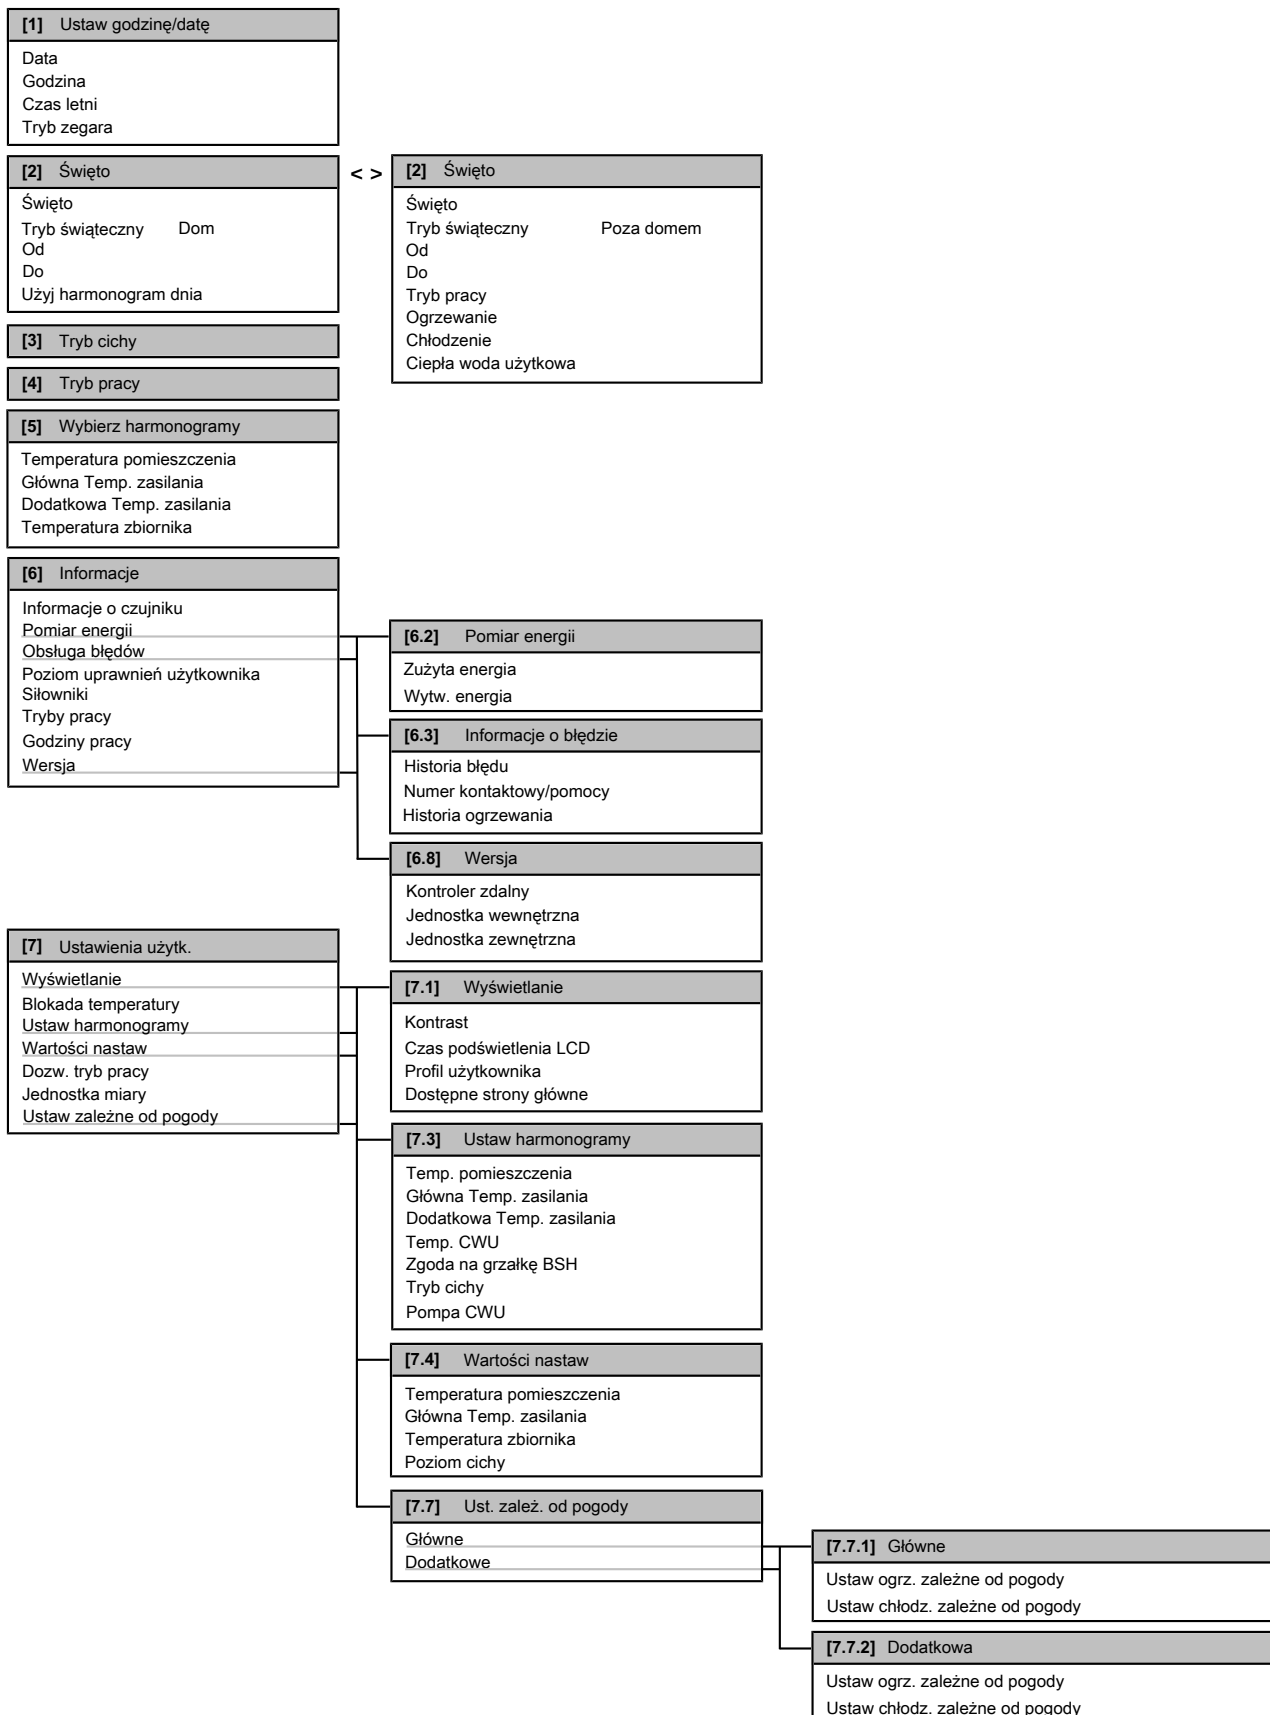 [1] Ustaw godzinę/datę
Data
Godzina
Czas letni
Tryb zegara
[2] Święto
Święto
Tryb świąteczny Dom
Od
Do
Użyj harmonogram dnia
< >
[2] Święto
Święto
Tryb świąteczny Poza domem
Od
Do
Tryb pracy
Ogrzewanie
Chłodzenie
Ciepła woda użytkowa
[3] Tryb cichy
[4] Tryb pracy
[5] Wybierz harmonogramy
Temperatura pomieszczenia
Główna Temp. zasilania
Dodatkowa Temp. zasilania
Temperatura zbiornika
[6] Informacje
Informacje o czujniku
Pomiar energii
Obsługa błędów
Poziom uprawnień użytkownika
Siłowniki
Tryby pracy
Godziny pracy
Wersja
[6.2] Pomiar energii
Zużyta energia
Wytw. energia
[6.3] Informacje o błędzie
Historia błędu
Numer kontaktowy/pomocy
Historia ogrzewania
[6.8] Wersja
Kontroler zdalny
Jednostka wewnętrzna
Jednostka zewnętrzna
[7] Ustawienia użytk.
Wyświetlanie
Blokada temperatury
Ustaw harmonogramy
Wartości nastaw
Dozw. tryb pracy
Jednostka miary
Ustaw zależne od pogody
[7.1] Wyświetlanie
Kontrast
Czas podświetlenia LCD
Profil użytkownika
Dostępne strony główne
[7.3] Ustaw harmonogramy
Temp. pomieszczenia
Główna Temp. zasilania
Dodatkowa Temp. zasilania
Temp. CWU
Zgoda na grzałkę BSH
Tryb cichy
Pompa CWU
[7.4] Wartości nastaw
Temperatura pomieszczenia
Główna Temp. zasilania
Temperatura zbiornika
Poziom cichy
[7.7] Ust. zależ. od pogody
Główne
Dodatkowe
[7.7.1] Główne
Ustaw ogrz. zależne od pogody
Ustaw chłodz. zależne od pogody
[7.7.2] Dodatkowa
Ustaw ogrz. zależne od pogody
Ustaw chłodz. zależne od pogody